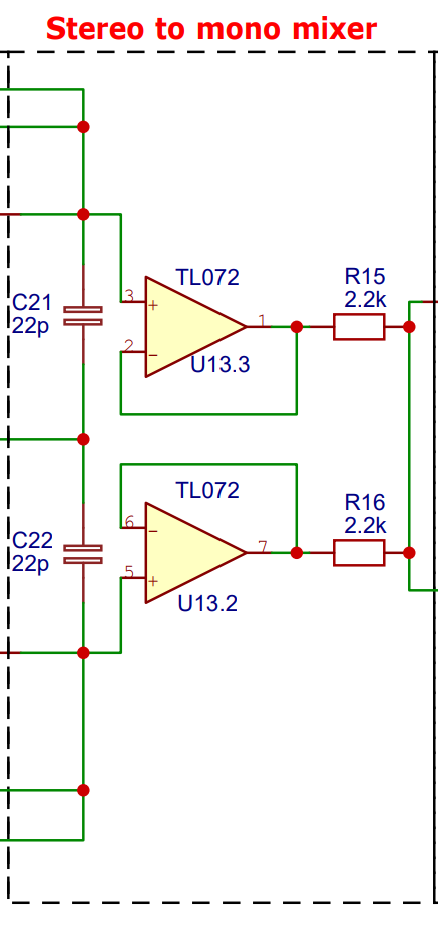 Stereo to mono mixer
TL072
R15
2.2k
C21
22p
3
+
1
2
−
U13.3
TL072
R16
2.2k
6
−
C22
22p
7
5
+
U13.2